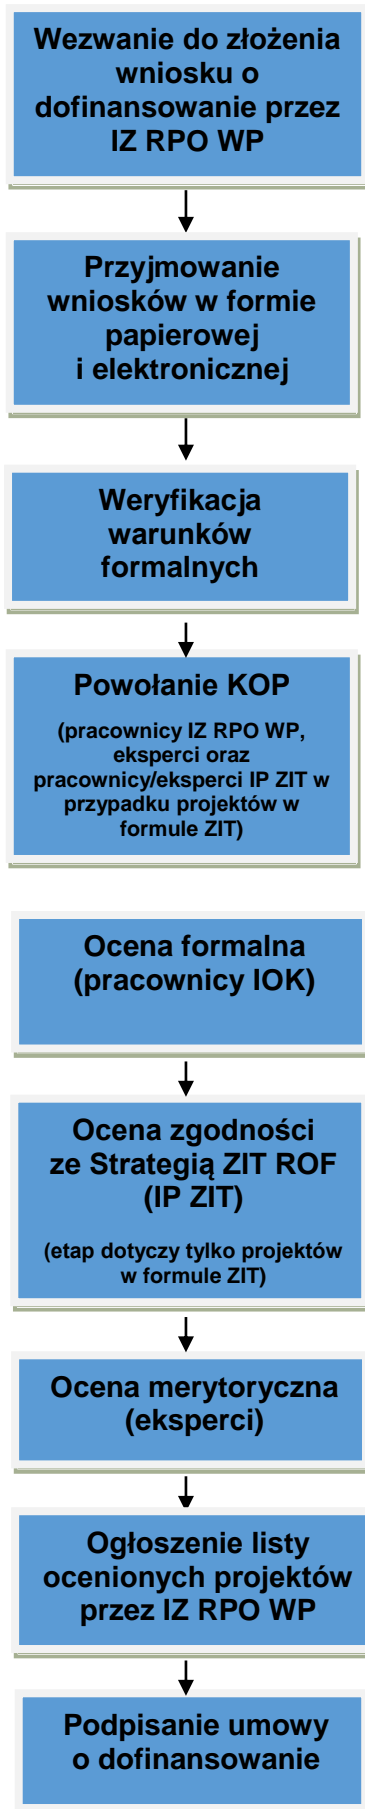 Wezwanie do złożenia
wniosku o
dofinansowanie przez
IZ RPO WP
Przyjmowanie
wniosków w formie
papierowej
i elektronicznej
Weryfikacja
warunków
formalnych
Powołanie KOP
(pracownicy IZ RPO WP,
eksperci oraz
pracownicy/eksperci IP ZIT w
przypadku projektów w
formule ZIT)
Ocena formalna
(pracownicy IOK)
Ocena zgodności
ze Strategią ZIT ROF
(IP ZIT)
(etap dotyczy tylko projektów
w formule ZIT)
Ocena merytoryczna
(eksperci)
Ogłoszenie listy
ocenionych projektów
przez IZ RPO WP
Podpisanie umowy
o dofinansowanie